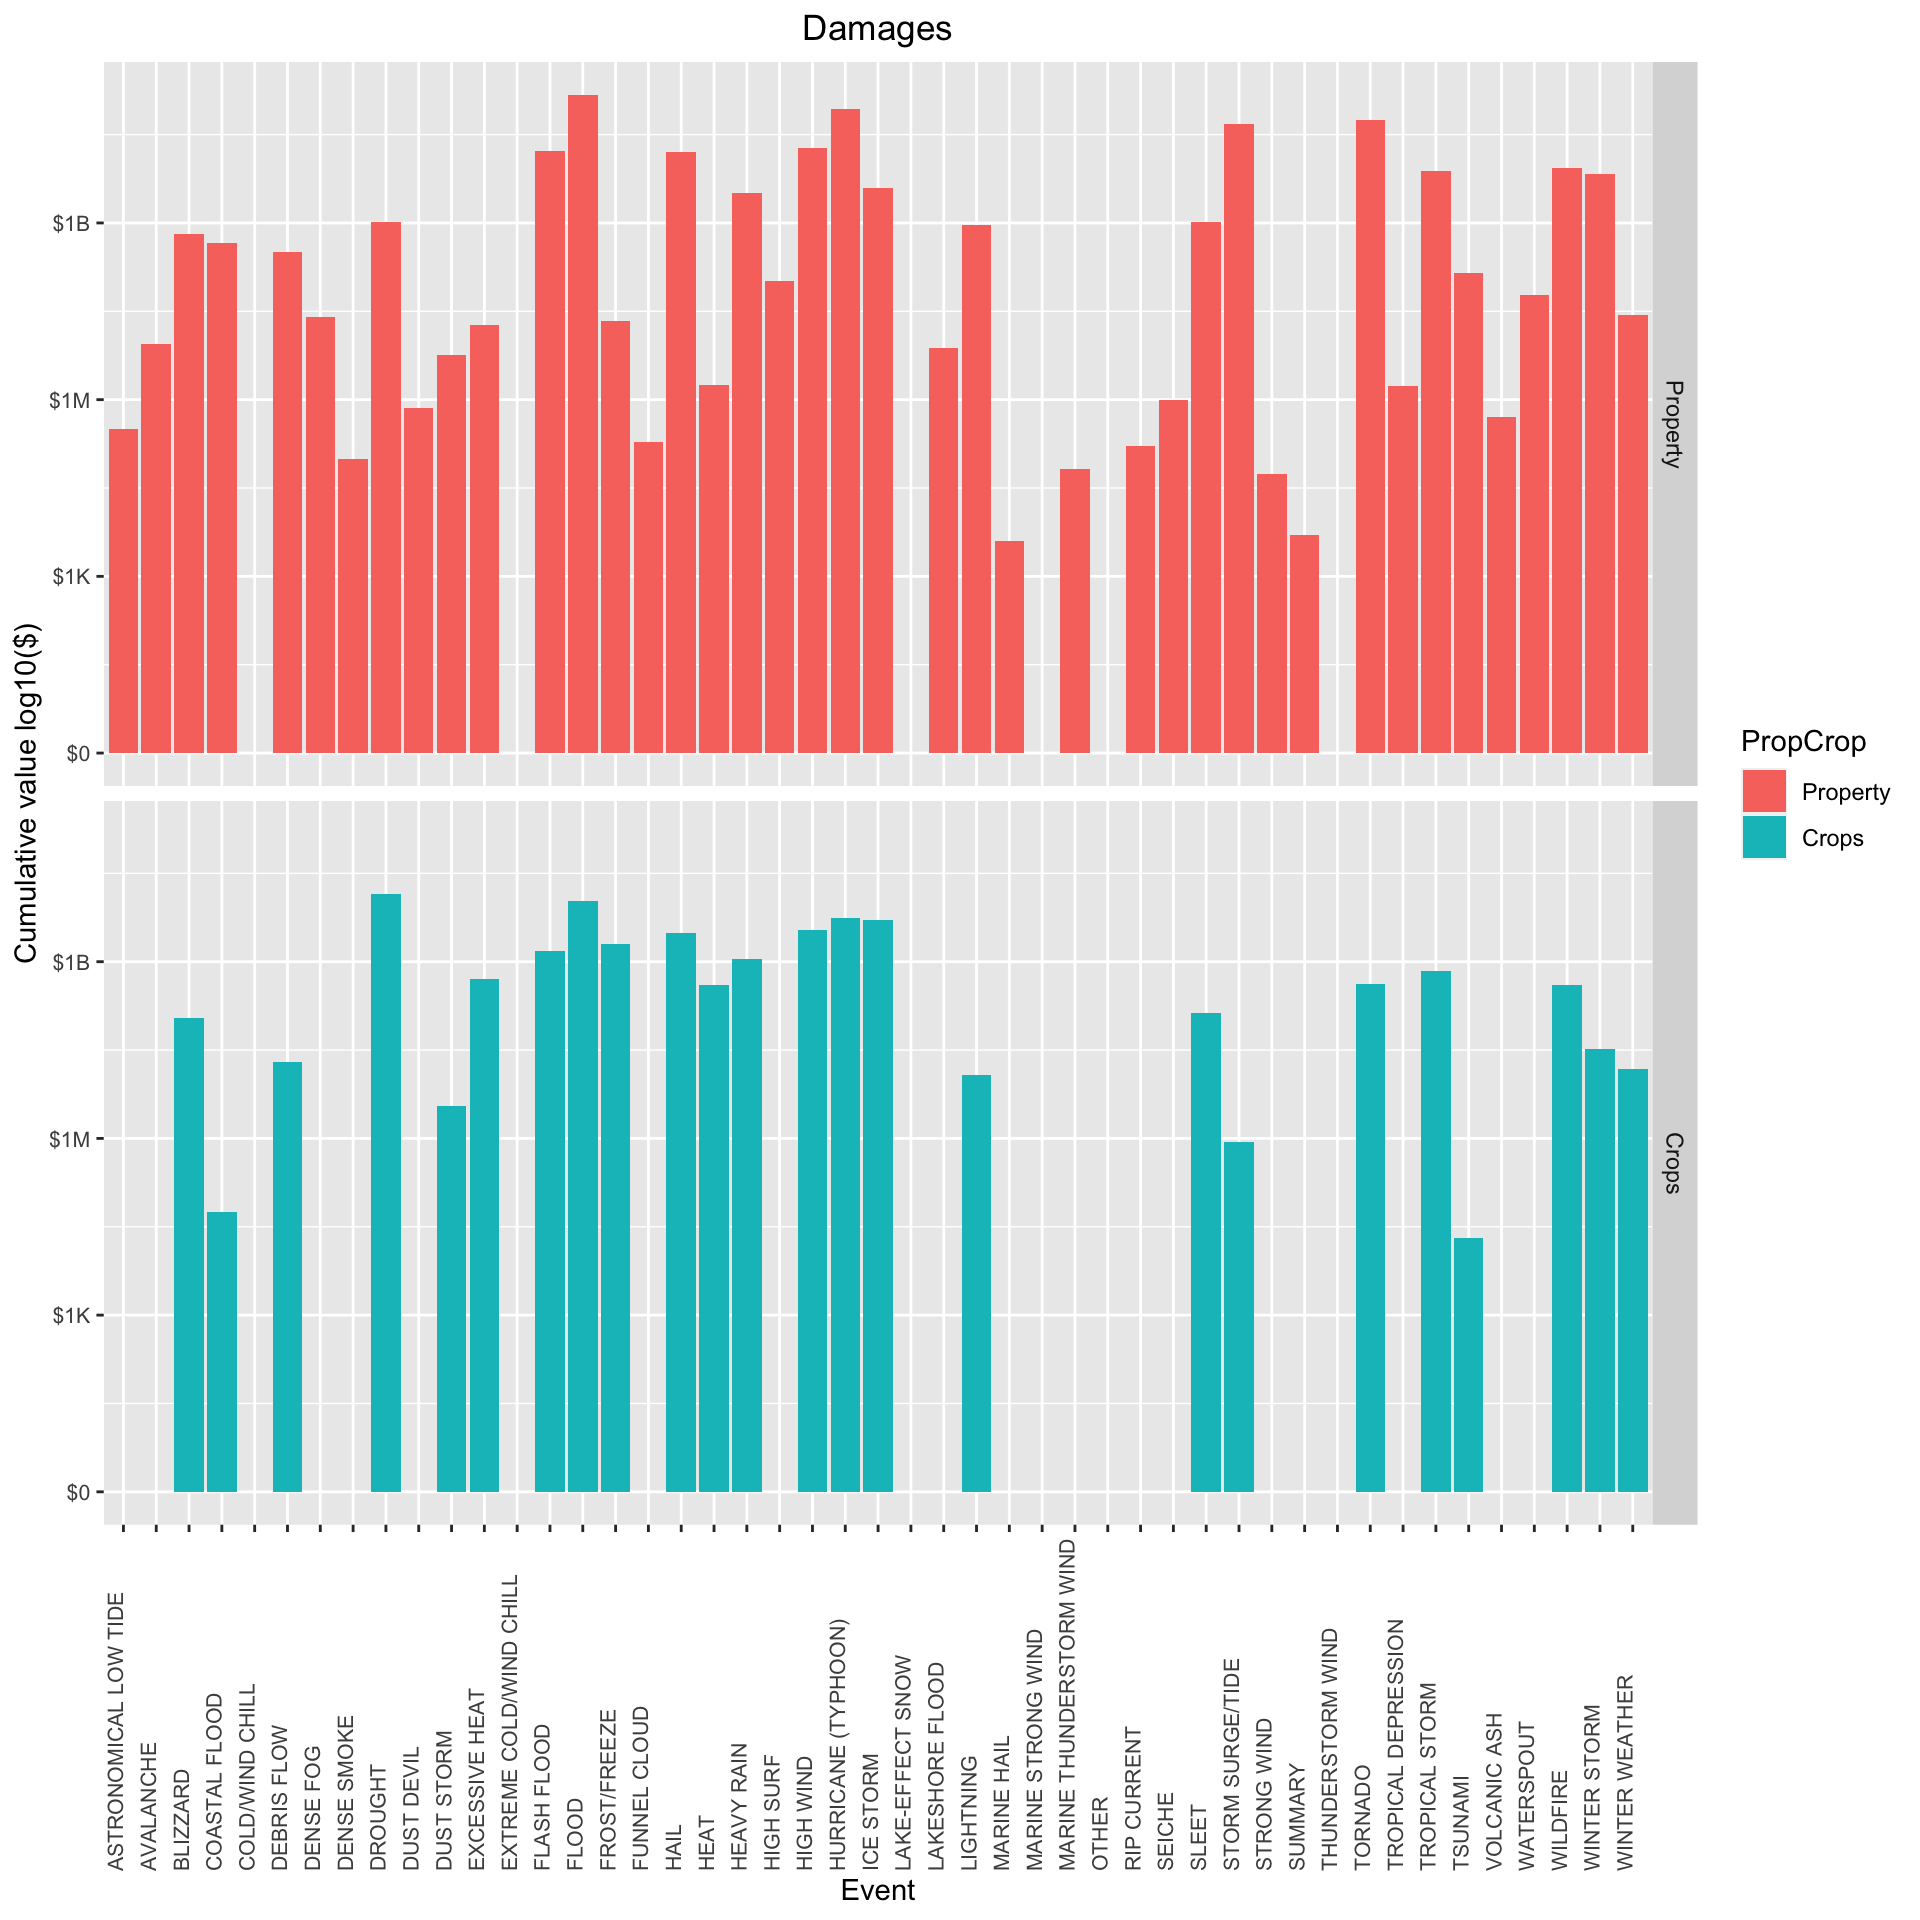 Damages
Cumulative value log10($)
$1B
$1M
$1K
$0
Property
$1B
$1M
$1K
$0
Crops
ASTRONOMICAL LOW TIDE
AVALANCHE
BLIZZARD
COASTAL FLOOD
COLD/WIND CHILL
DEBRIS FLOW
DENSE FOG
DENSE SMOKE
DROUGHT
DUST DEVIL
DUST STORM
EXCESSIVE HEAT
EXTREME COLD/WIND CHILL
FLASH FLOOD
FLOOD
FROST/FREEZE
FUNNEL CLOUD
HAIL
HEAT
HEAVY RAIN
HIGH SURF
HIGH WIND
HURRICANE (TYPHOON)
ICE STORM
LAKE-EFFECT SNOW
LAKESHORE FLOOD
LIGHTNING
MARINE HAIL
MARINE STRONG WIND
MARINE THUNDERSTORM WIND
OTHER
RIP CURRENT
SEICHE
SLEET
STORM SURGE/TIDE
STRONG WIND
SUMMARY
THUNDERSTORM WIND
TORNADO
TROPICAL DEPRESSION
TROPICAL STORM
TSUNAMI
VOLCANIC ASH
WATERSPOUT
WILDFIRE
WINTER STORM
WINTER WEATHER
Event
PropCrop
Property
Crops